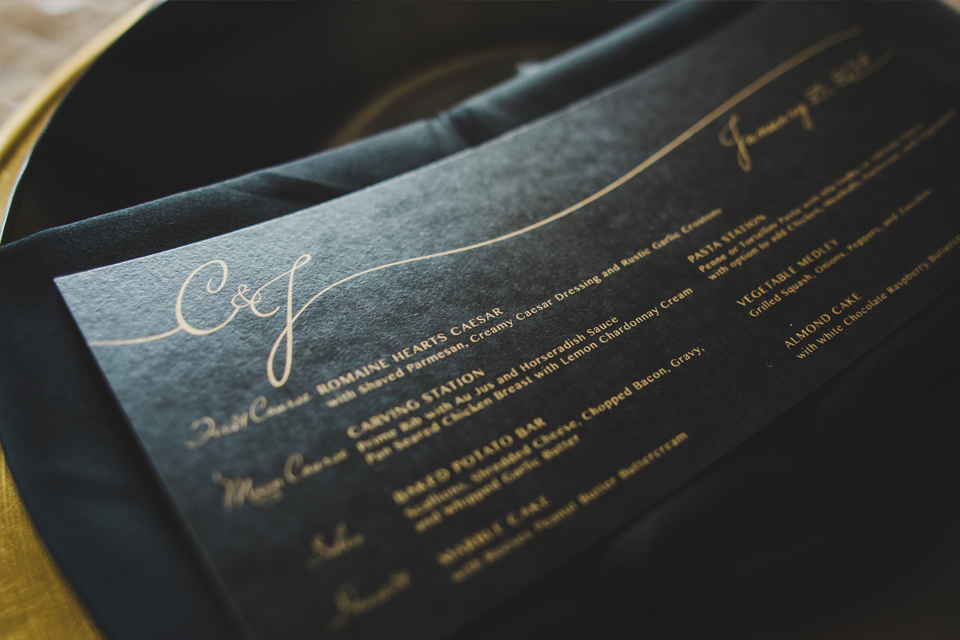 C&J
January
First Course
ROMAINE HEARTS CAESAR
with Shaved Parmesan, Creamy Caesar Dressing and Rustic Garlic Croutons
Main Course
CARVING STATION
Prime Rib with Au Jus and Horseradish Sauce
Pan Seared Chicken Breast with Lemon Chardonnay Cream
PASTA STATION
Penne or Tortellini Pasta with
with option to add Chicken, Meatballs,
Sides
BAKED POTATO BAR
Scallions, Shredded Cheese, Chopped Bacon, Gravy,
and Whipped Garlic Butter
VEGETABLE MEDLEY
Grilled Squash, Onions, Peppers, and Zucchini
Desserts
MARBLE CAKE
with Peanut Butter Buttercream
ALMOND CAKE
with White Chocolate Raspberry Buttercream